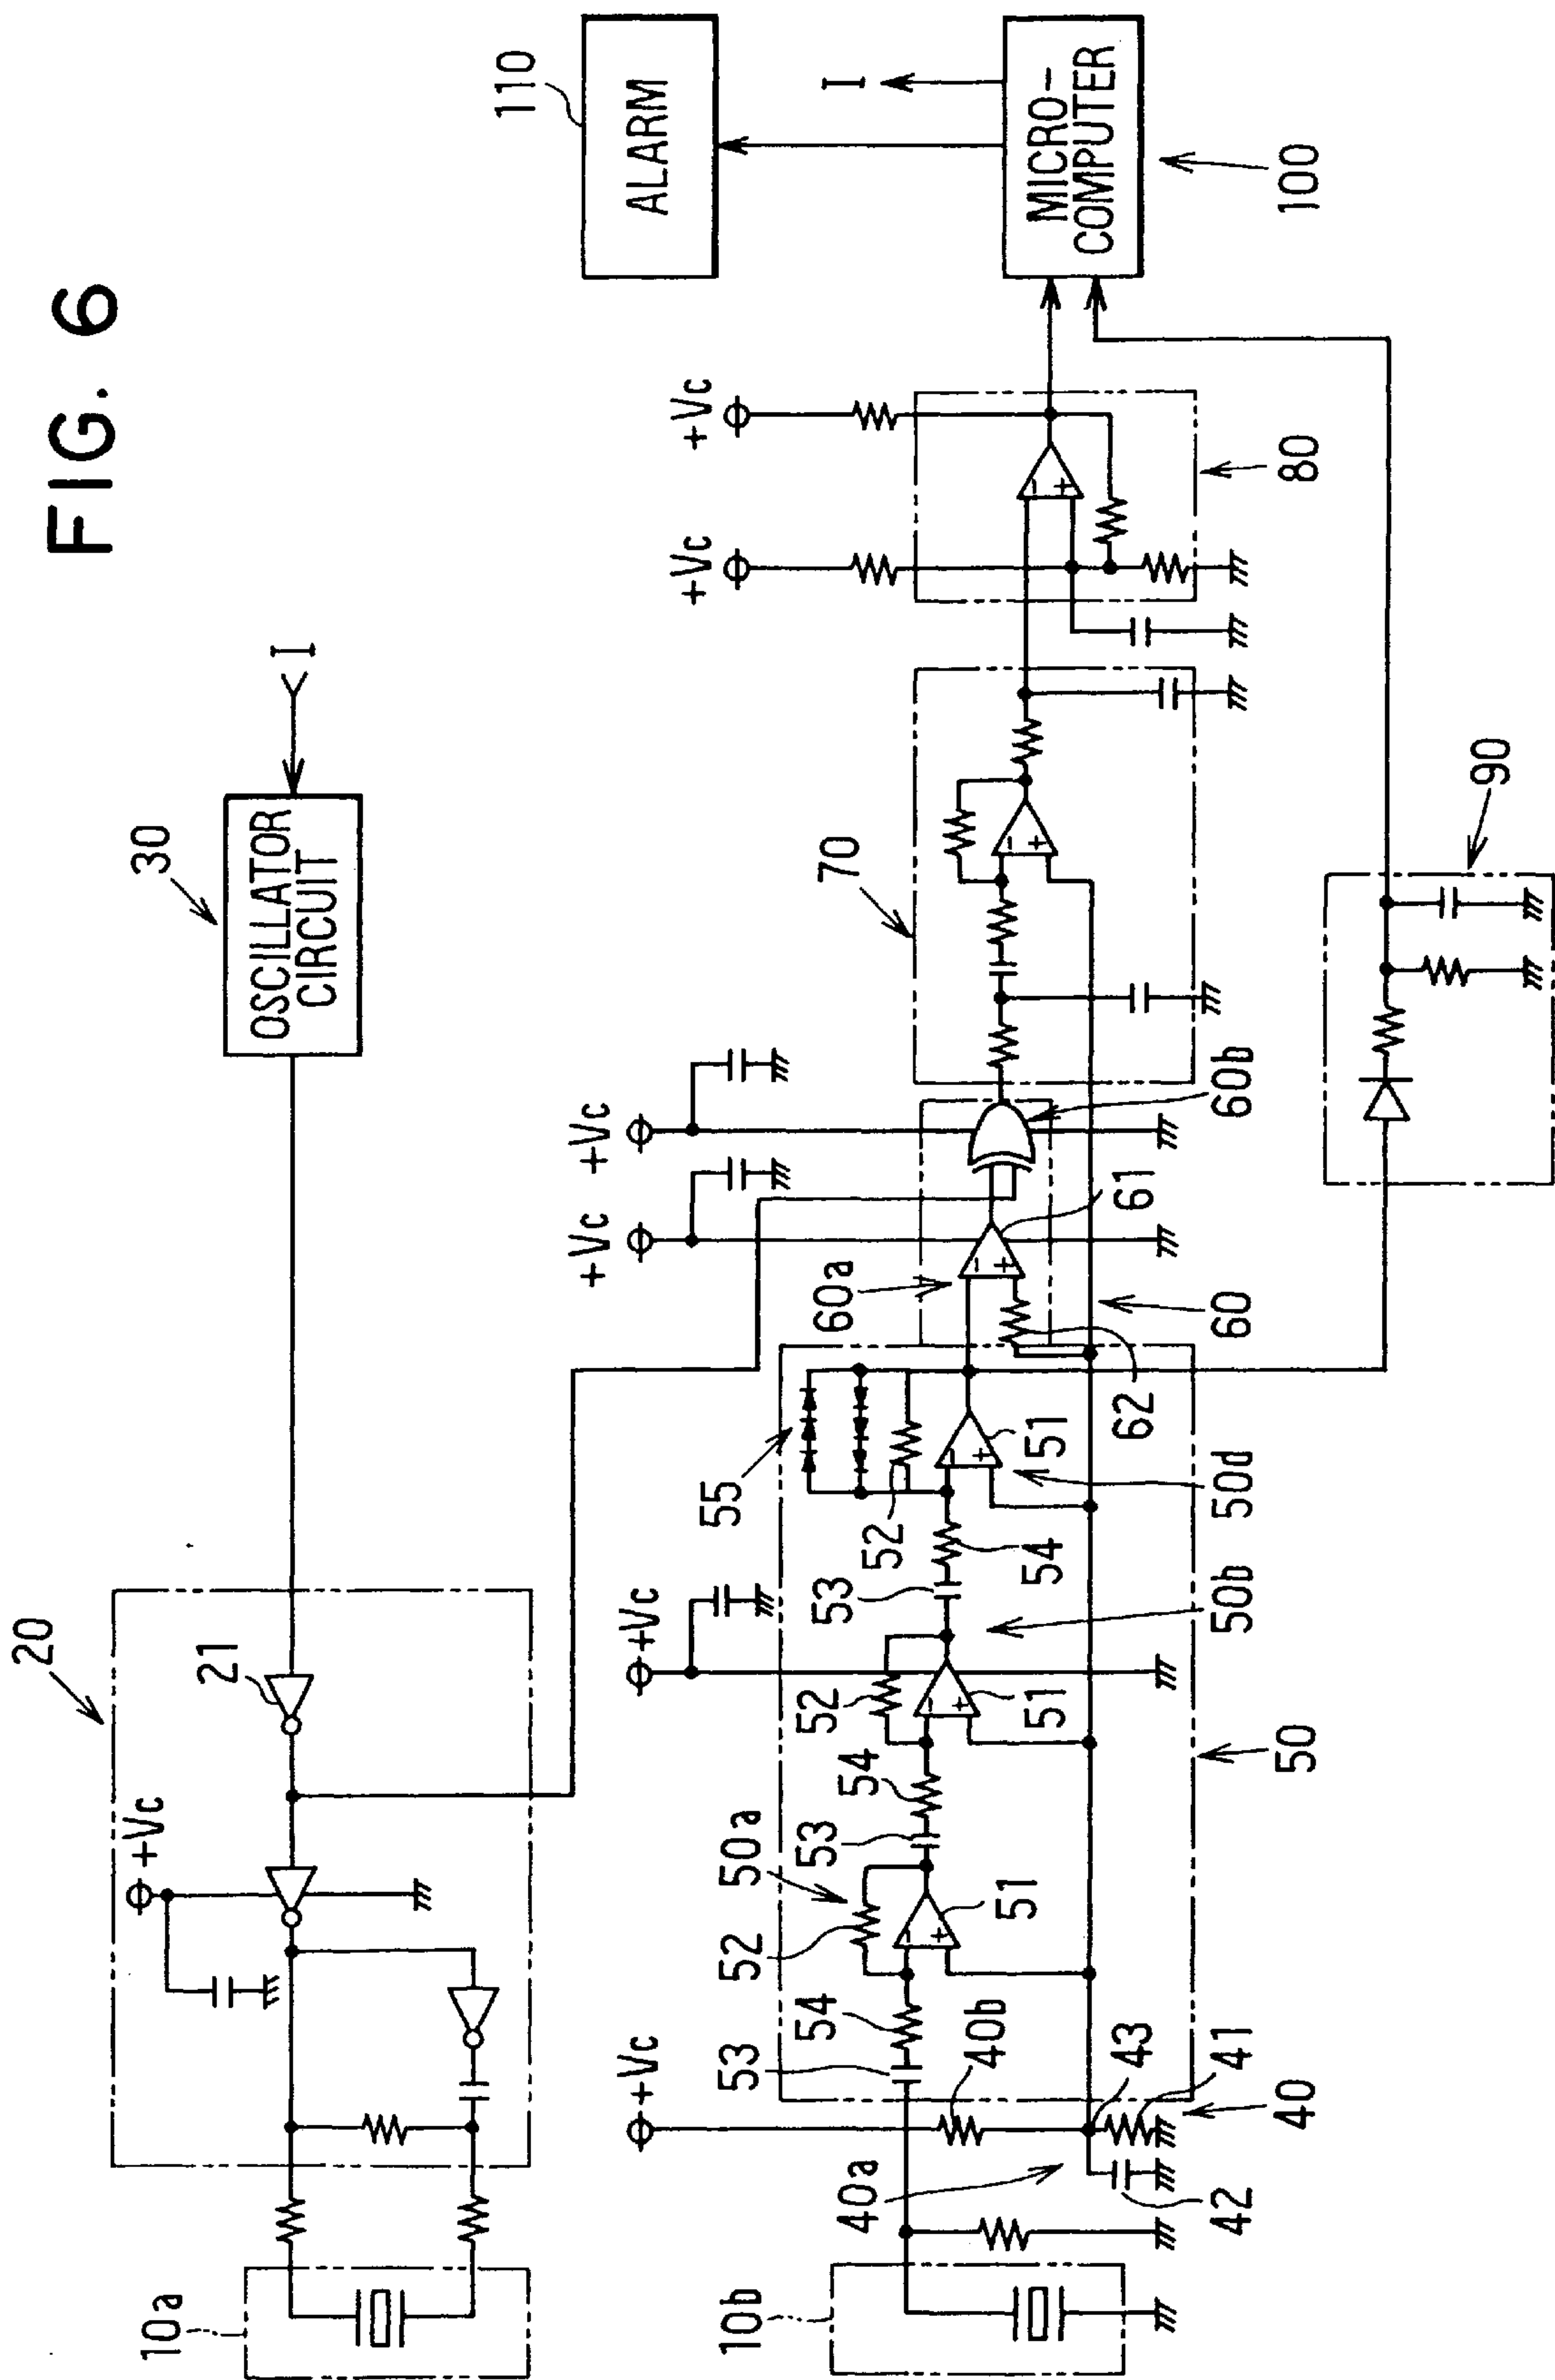 FIG. 6
10a
20
+Vc
21
30
OSCILLATOR
CIRCUIT
I
110
ALARM
I
MICRO-
COMPUTER
100
10b
40a
42
+Vc
40b
43
41
40
53
54
52
50a
51
53
54
52
51
50b
+Vc
50
53
54
52
55
51
50d
62
60a
60
61
+Vc
+Vc
60b
70
+Vc
+Vc
80
90